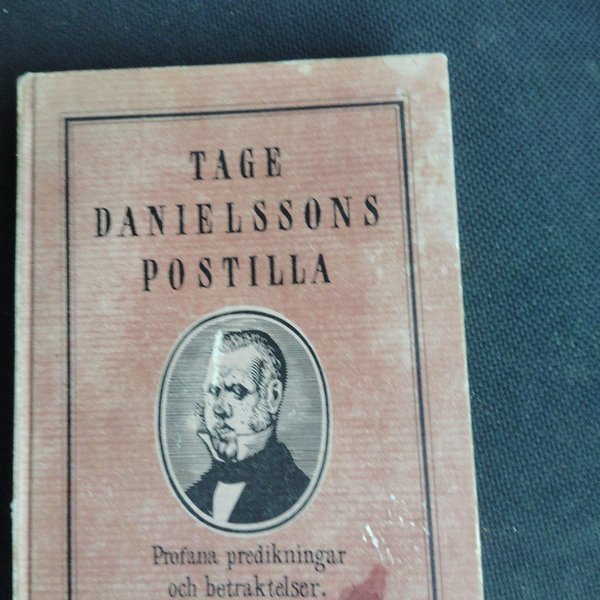 TAGE
DANIELSSONS
POSTILLA
Profana predikningar
och betraktelser.